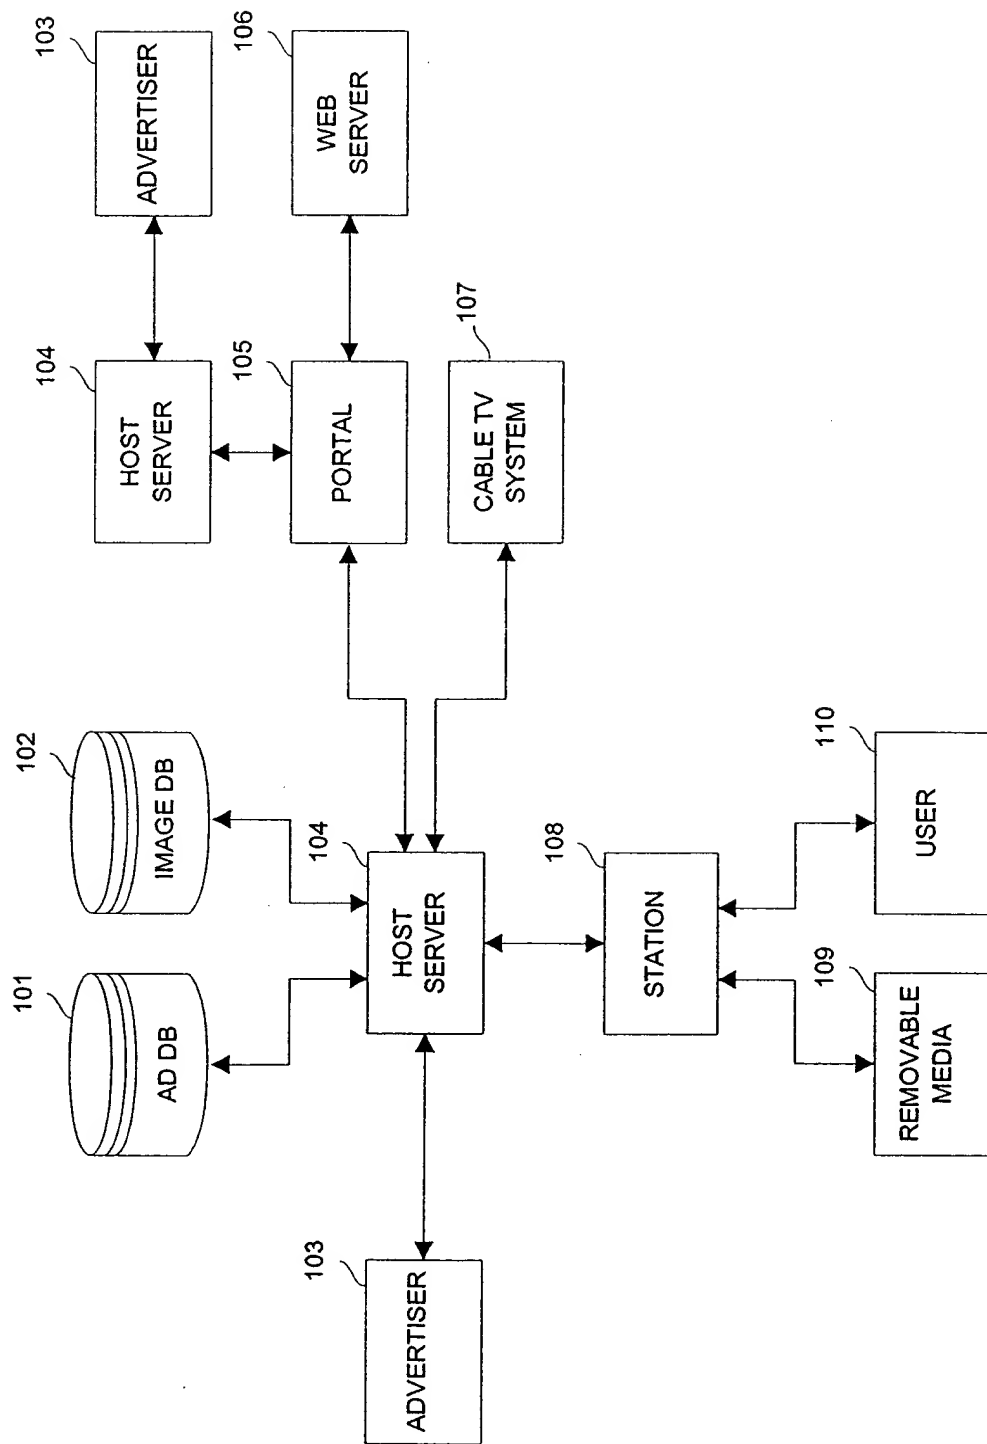 101
AD DB
102
IMAGE DB
104
HOST
SERVER
103
ADVERTISER
103
ADVERTISER
104
HOST
SERVER
105
PORTAL
106
WEB
SERVER
107
CABLE TV
SYSTEM
108
STATION
109
REMOVABLE
MEDIA
110
USER